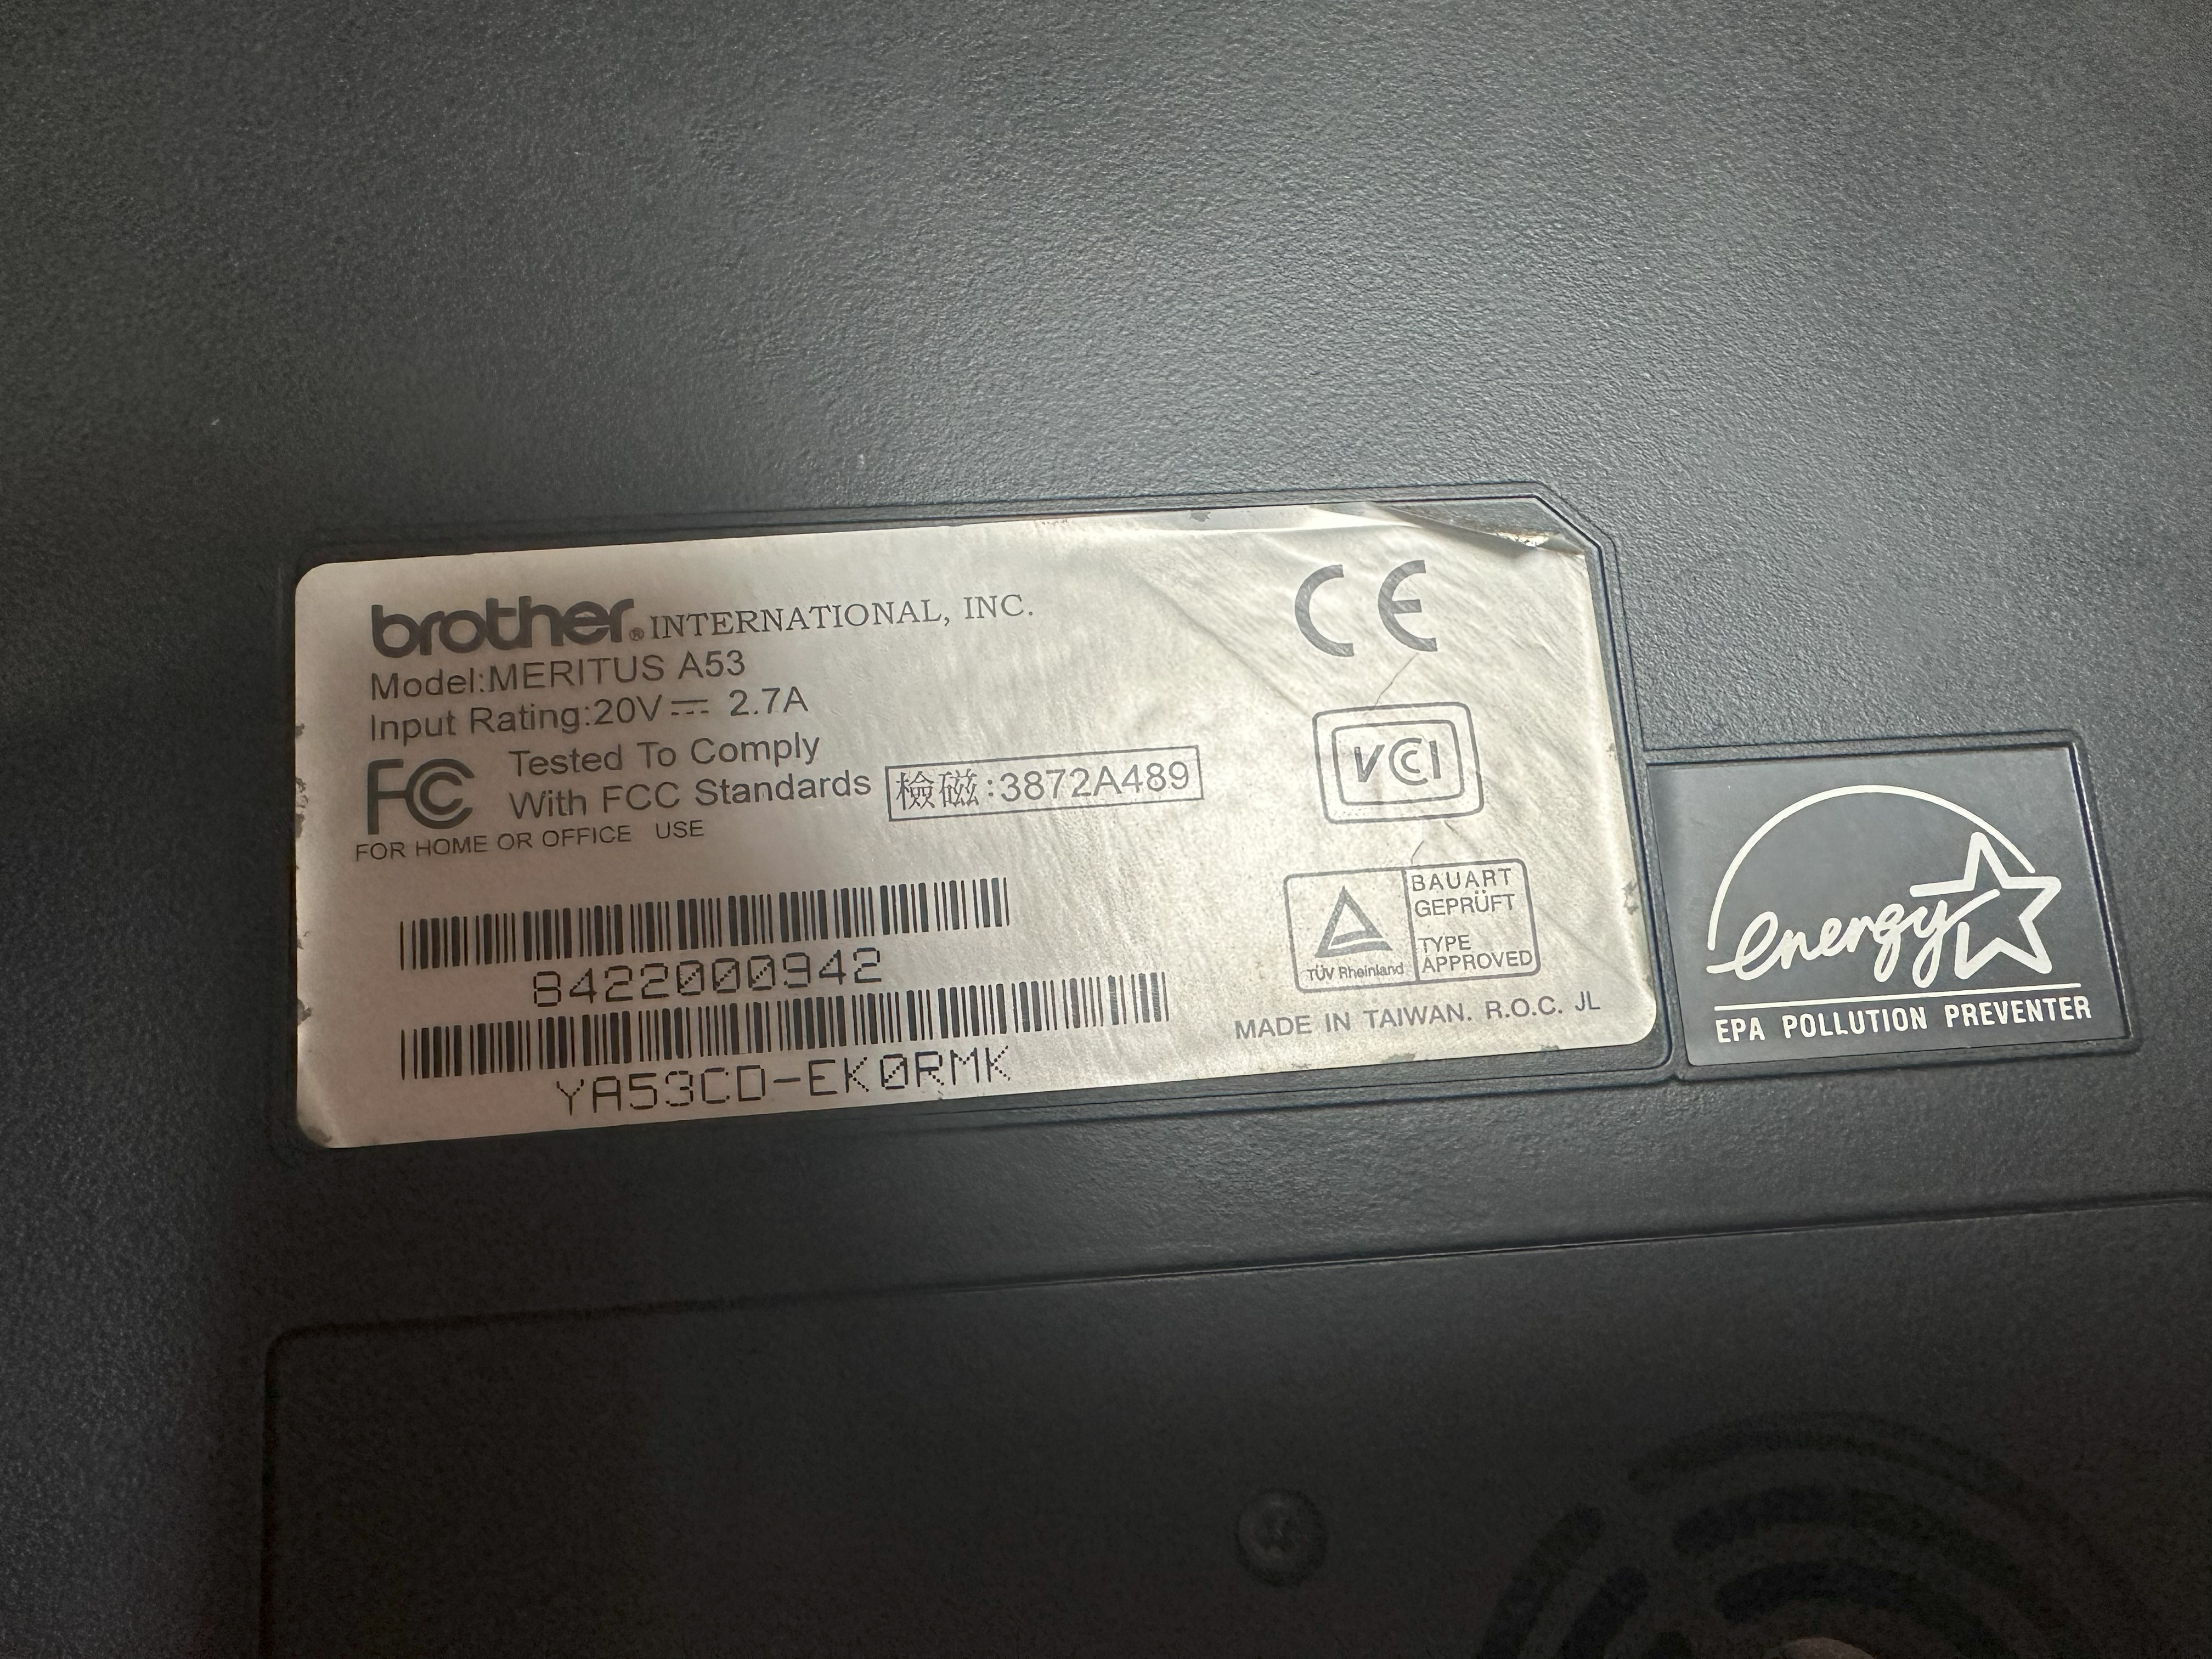 brother® INTERNATIONAL, INC.
Model:MERITUS A53
Input Rating:20V⎓ 2.7A
FC Tested To Comply
With FCC Standards
檢磁:3872A489
FOR HOME OR OFFICE USE
8422000942
YA53CD-EK0RMK
CE
VCI
BAUART
GEPRÜFT
TYPE
APPROVED
TÜV Rheinland
MADE IN TAIWAN. R.O.C. JL
energy
EPA POLLUTION PREVENTER